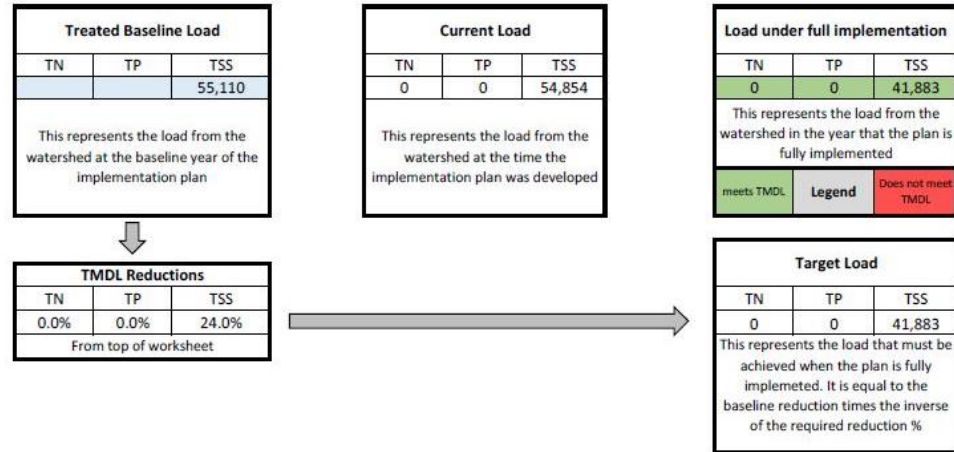 Treated Baseline Load
TN TP TSS
55,110
This represents the load from the
watershed at the baseline year of the
implementation plan
Current Load
TN TP TSS
0 0 54,854
This represents the load from the
watershed at the time the
implementation plan was developed
Load under full implementation
TN TP TSS
0 0 41,883
This represents the load from the
watershed in the year that the plan is
fully implemented
meets TMDL Legend Does not meet
TMDL
TMDL Reductions
TN TP TSS
0.0% 0.0% 24.0%
From top of worksheet
Target Load
TN TP TSS
0 0 41,883
This represents the load that must be
achieved when the plan is fully
implemeted. It is equal to the
baseline reduction times the inverse
of the required reduction %